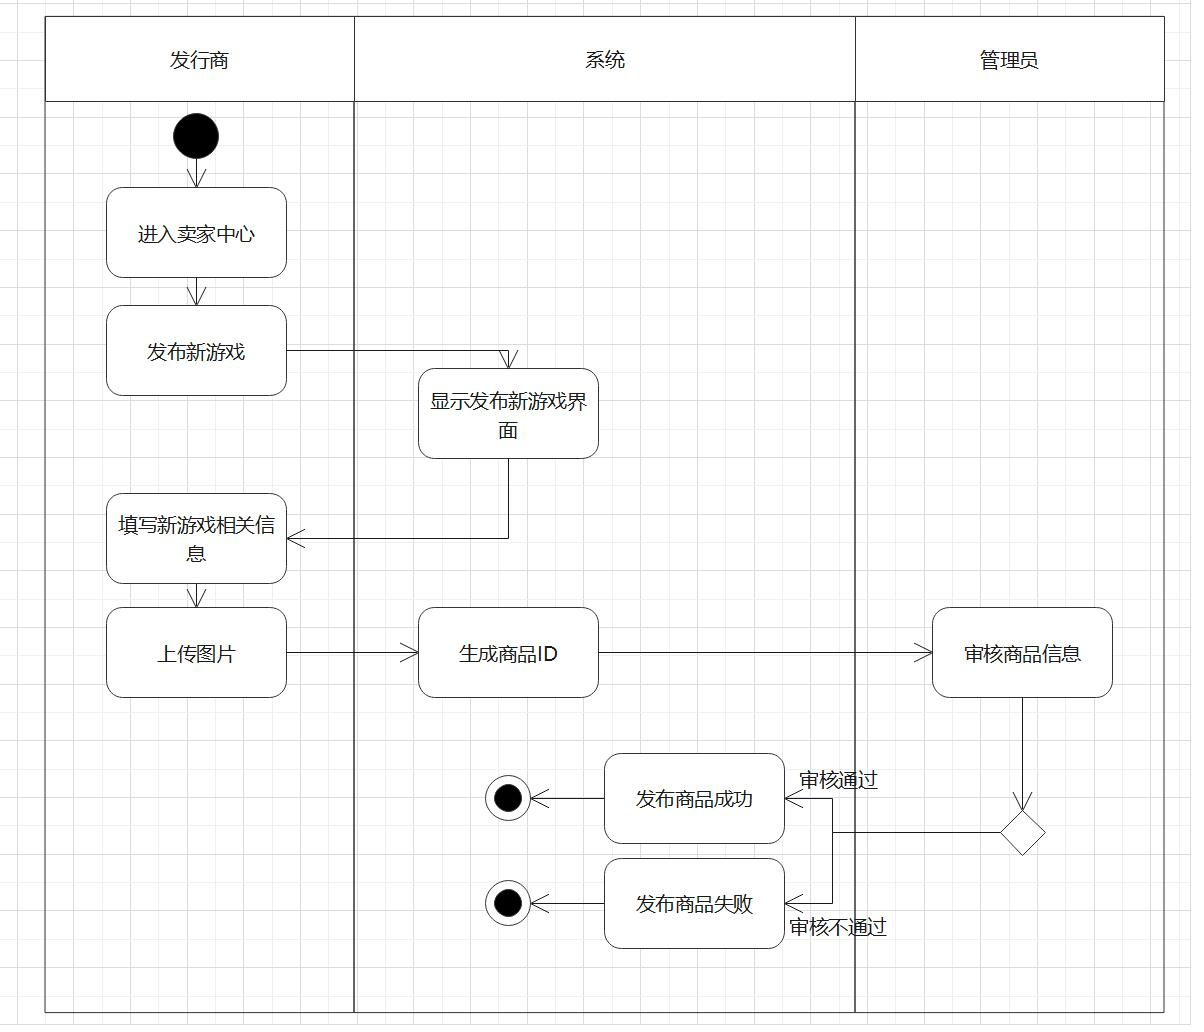 发行商
系统
管理员
进入卖家中心
发布新游戏
显示发布新游戏界
面
填写新游戏相关信
息
上传图片
生成商品ID
审核商品信息
审核通过
发布商品成功
发布商品失败
审核不通过